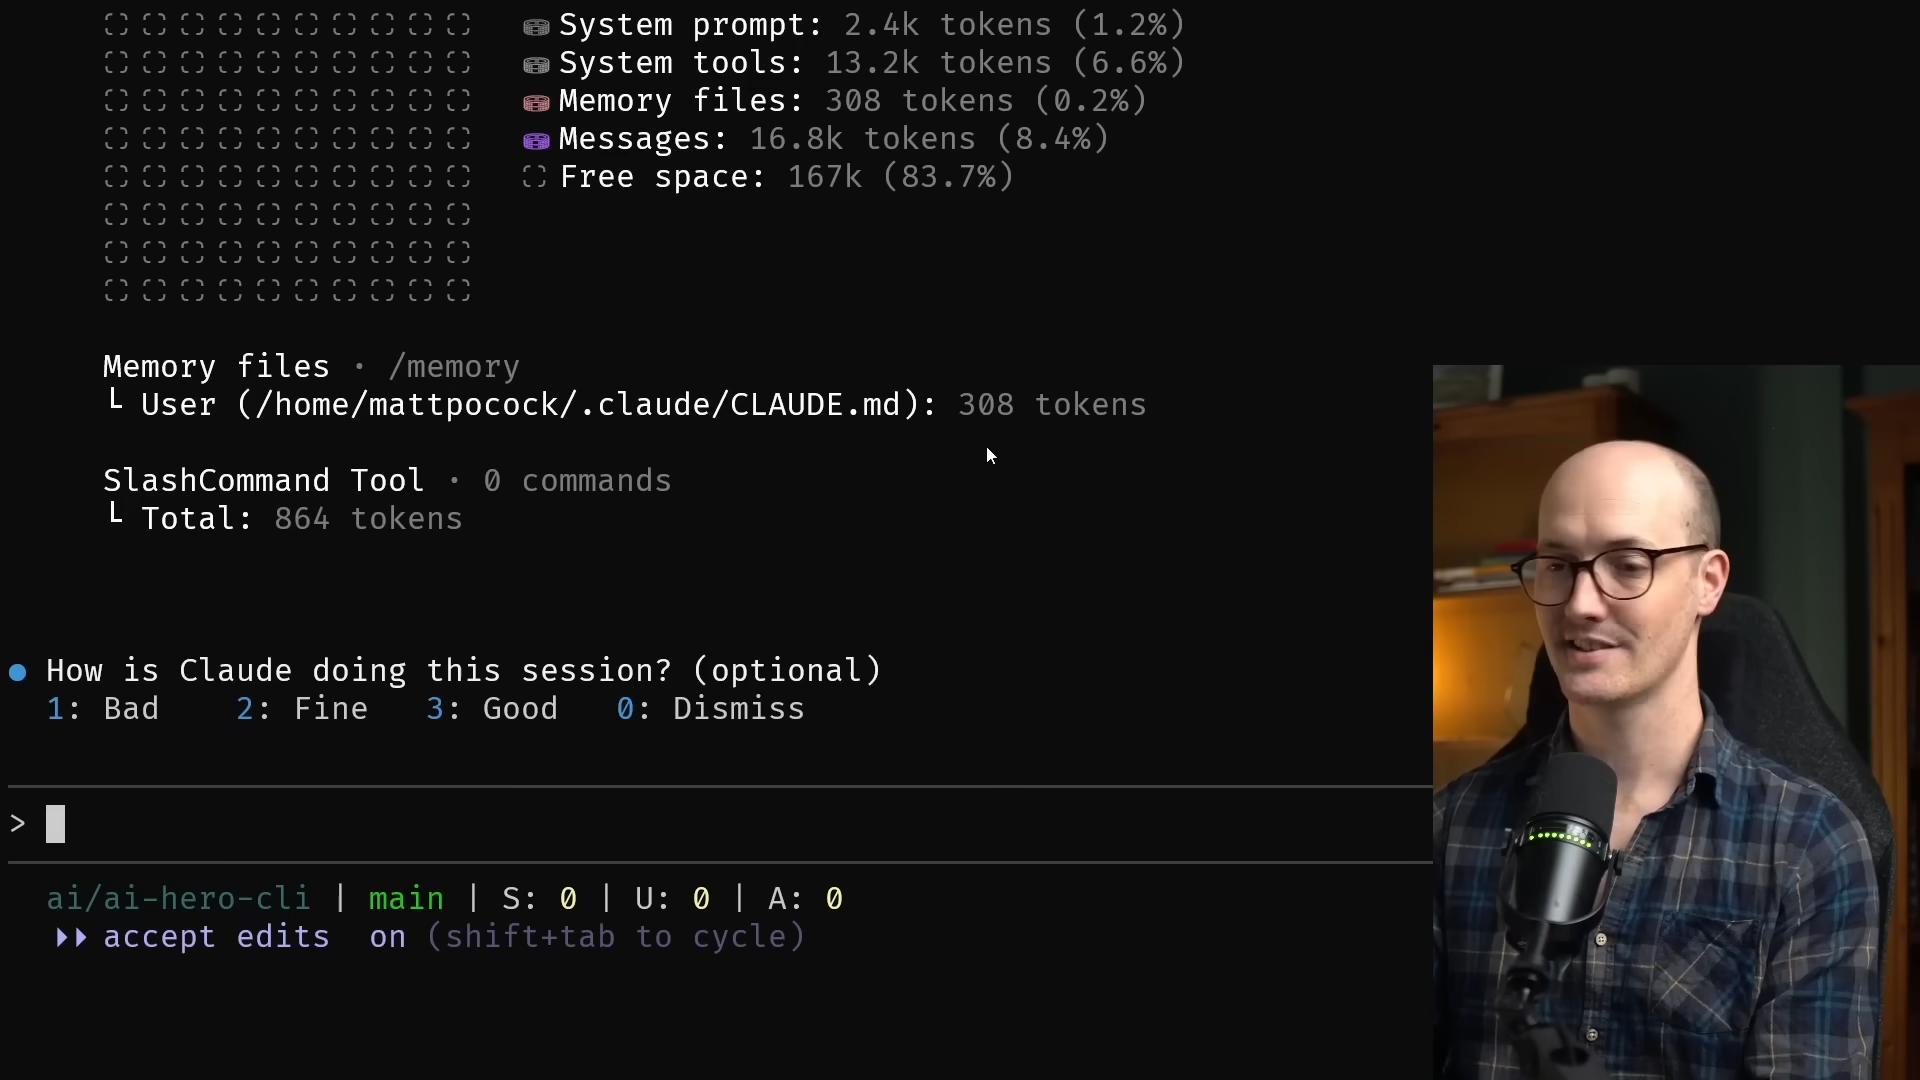 System prompt: 2.4k tokens (1.2%)
System tools: 13.2k tokens (6.6%)
Memory files: 308 tokens (0.2%)
Messages: 16.8k tokens (8.4%)
Free space: 167k (83.7%)
Memory files · /memory
└ User (/home/mattpocock/.claude/CLAUDE.md): 308 tokens
SlashCommand Tool · 0 commands
└ Total: 864 tokens
● How is Claude doing this session? (optional)
1: Bad 2: Fine 3: Good 0: Dismiss
>
ai/ai-hero-cli | main | S: 0 | U: 0 | A: 0
⏵⏵ accept edits on (shift+tab to cycle)